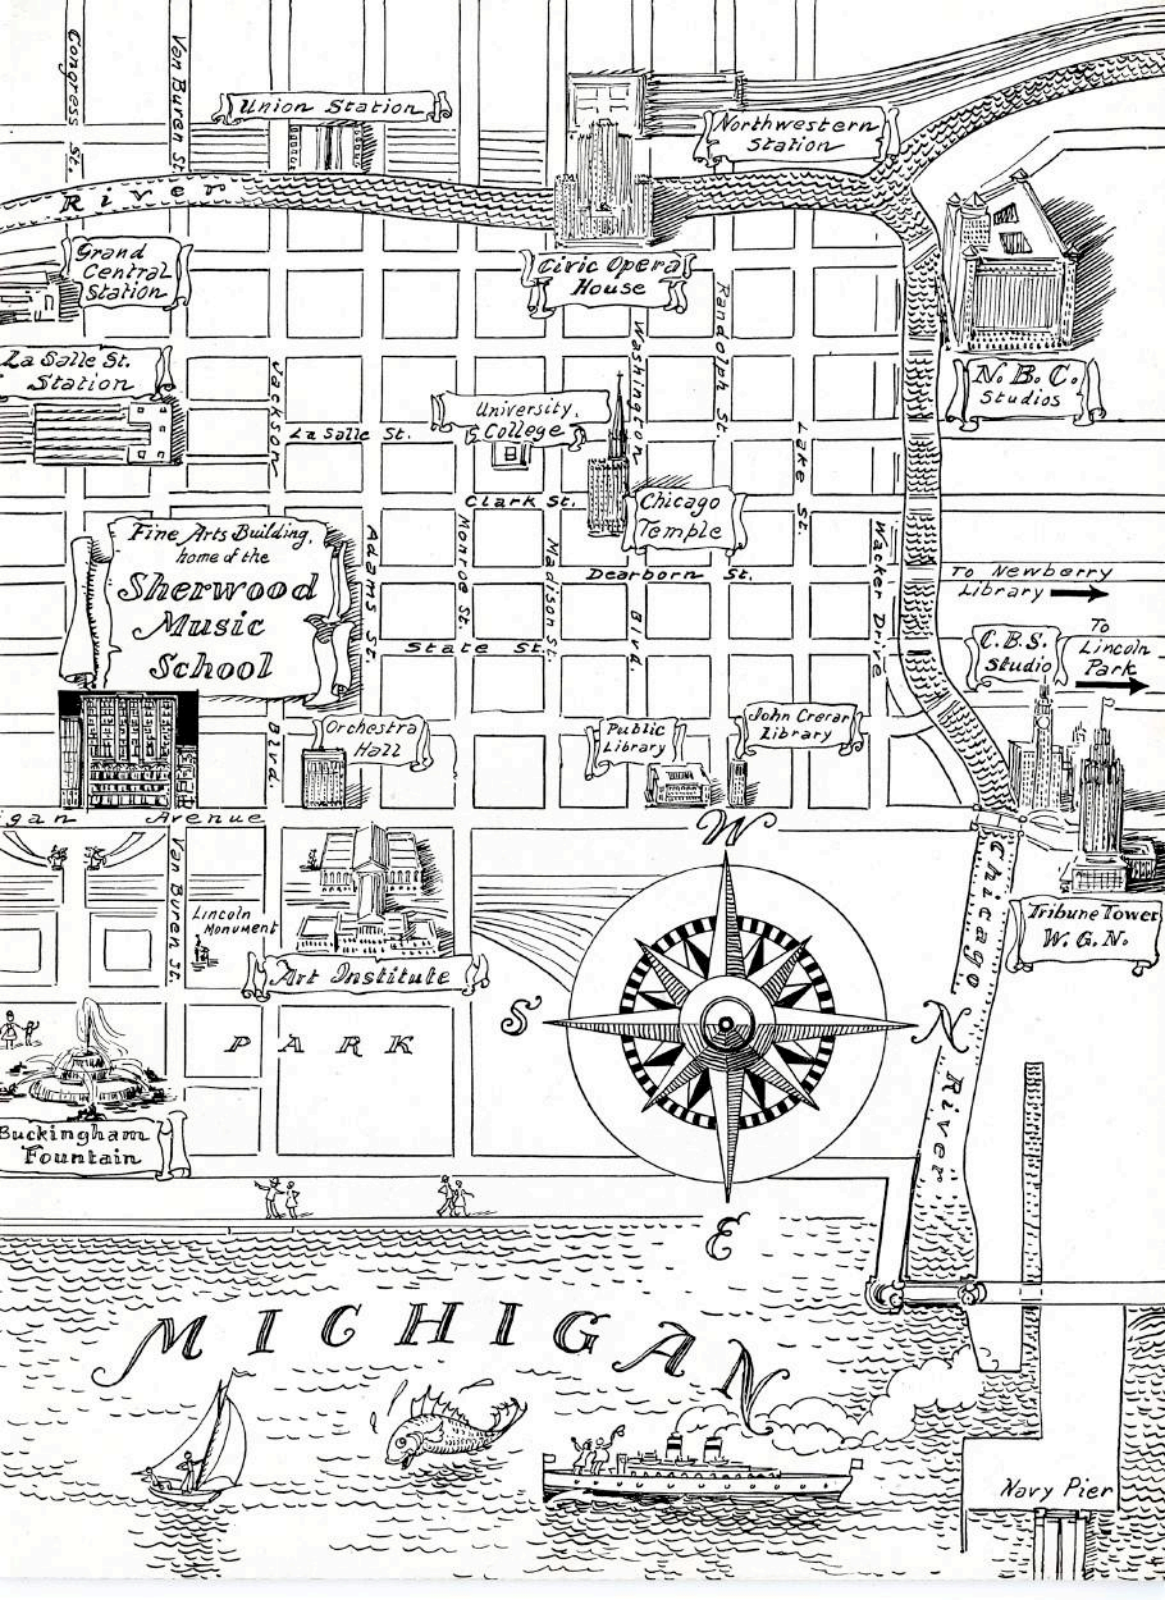 Congress St.
Van Buren St.
Union Station
Northwestern
Station
River
Grand
Central
Station
Civic Opera
House
Randolph St.
Washington
N.B.C.
Studios
La Salle St.
Station
Jackson
University
College
La Salle St.
Lake St.
Clark St.
Chicago
Temple
Fine Arts Building,
home of the
Sherwood
Music
School
Adams St.
Monroe St.
Madison St.
Dearborn St.
Blvd.
Wacker Drive
To Newberry
Library
State St.
C.B.S.
Studio
To
Lincoln
Park
Blvd.
Orchestra
Hall
Public
Library
John Crerar
Library
gan Avenue
W
Van Buren St.
Lincoln
Monument
Chicago River
Tribune Tower
W.G.N.
Art Institute
S
N
PARK
Buckingham
Fountain
E
MICHIGAN
Navy Pier